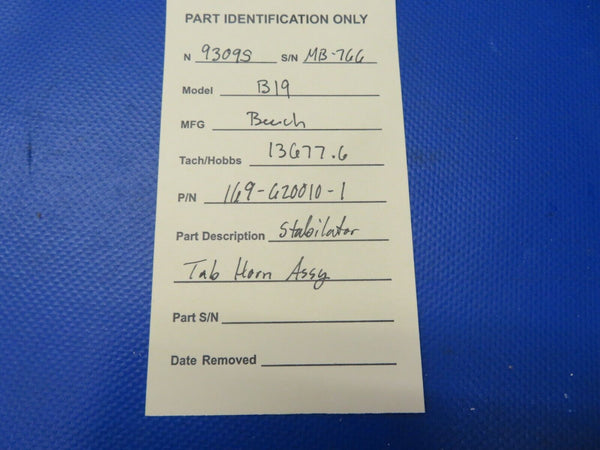 PART IDENTIFICATION ONLY
N 9309S S/N MB-766
Model B19
MFG Beech
Tach/Hobbs 13677.6
P/N 169-620010-1
Part Description Stabilator
Tab Horn Assy
Part S/N
Date Removed